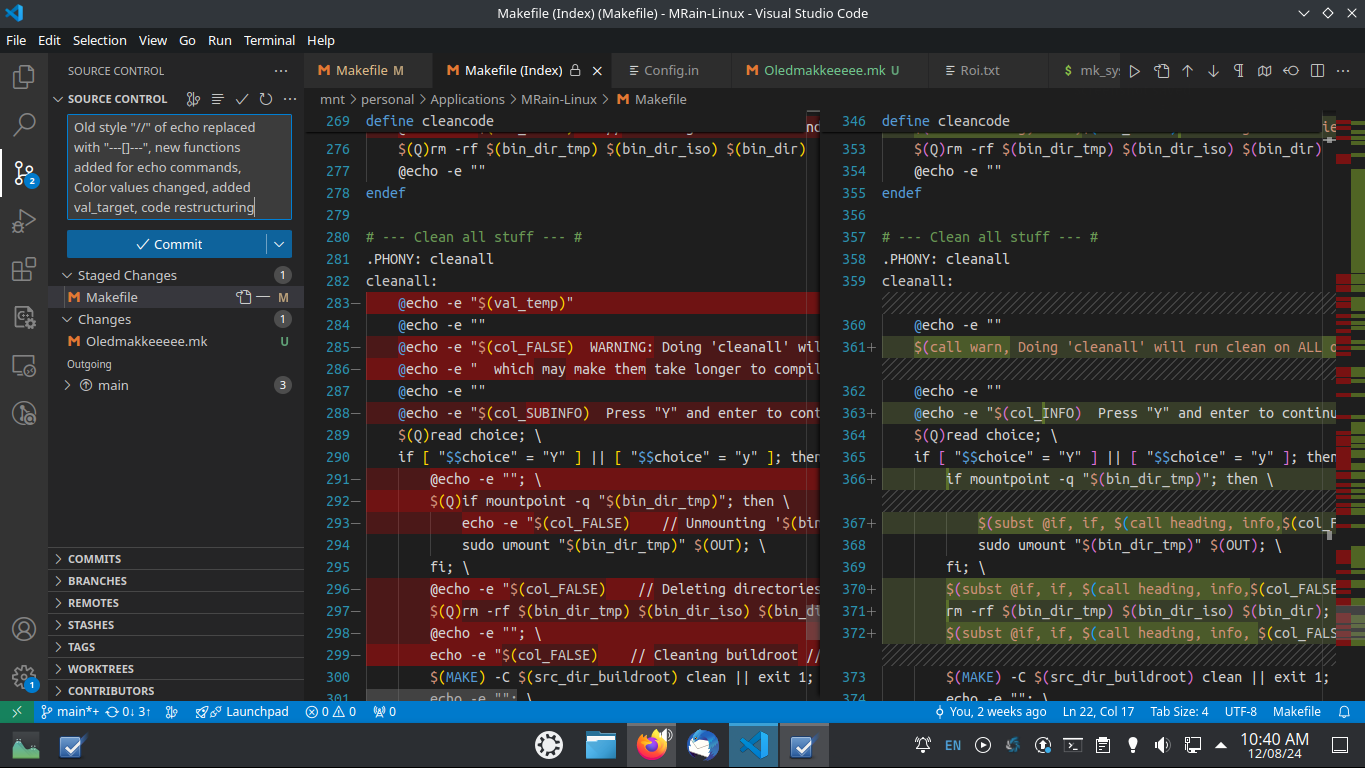 Makefile (Index) (Makefile) - MRain-Linux - Visual Studio Code
File Edit Selection View Go Run Terminal Help
SOURCE CONTROL
Makefile M
Makefile (Index)
Config.in
Oledmakkeeeee.mk U
Roi.txt
$ mk_sy
SOURCE CONTROL
mnt > personal > Applications > MRain-Linux > Makefile
Old style "//" of echo replaced
with "---[]---", new functions
added for echo commands,
Color values changed, added
val_target, code restructuring
Commit
Staged Changes 1
Makefile M
Changes 1
Oledmakkeeeee.mk U
Outgoing
main 3
COMMITS
BRANCHES
REMOTES
STASHES
TAGS
WORKTREES
CONTRIBUTORS
269 define cleancode
276 $(Q)rm -rf $(bin_dir_tmp) $(bin_dir_iso) $(bin_dir)
277 @echo -e ""
278 endef
279
280 # --- Clean all stuff --- #
281 .PHONY: cleanall
282 cleanall:
283— @echo -e "$(val_temp)"
284 @echo -e ""
285— @echo -e "$(col_FALSE)  WARNING: Doing 'cleanall' wil
286— @echo -e "  which may make them take longer to compil
287 @echo -e ""
288— @echo -e "$(col_SUBINFO)  Press "Y" and enter to cont
289 $(Q)read choice; \
290 if [ "$$choice" = "Y" ] || [ "$$choice" = "y" ]; then
291— @echo -e ""; \
292— $(Q)if mountpoint -q "$(bin_dir_tmp)"; then \
293— echo -e "$(col_FALSE)    // Unmounting '$(bin
294 sudo umount "$(bin_dir_tmp)" $(OUT); \
295 fi; \
296— @echo -e "$(col_FALSE)    // Deleting directories
297— $(Q)rm -rf $(bin_dir_tmp) $(bin_dir_iso) $(bin_di
298— @echo -e ""; \
299— echo -e "$(col_FALSE)    // Cleaning buildroot //
300 $(MAKE) -C $(src_dir_buildroot) clean || exit 1;
301 echo -e ""; \
346 define cleancode
353 $(Q)rm -rf $(bin_dir_tmp) $(bin_dir_iso) $(bin_dir)
354 @echo -e ""
355 endef
356
357 # --- Clean all stuff --- #
358 .PHONY: cleanall
359 cleanall:
360 @echo -e ""
361+ $(call warn, Doing 'cleanall' will run clean on ALL
362 @echo -e ""
363+ @echo -e "$(col_INFO)  Press "Y" and enter to continu
364 $(Q)read choice; \
365 if [ "$$choice" = "Y" ] || [ "$$choice" = "y" ]; then
366+ if mountpoint -q "$(bin_dir_tmp)"; then \
367+ $(subst @if, if, $(call heading, info,$(col_F
368 sudo umount "$(bin_dir_tmp)" $(OUT); \
369 fi; \
370+ $(subst @if, if, $(call heading, info,$(col_FALSE
371+ rm -rf $(bin_dir_tmp) $(bin_dir_iso) $(bin_dir);
372+ $(subst @if, if, $(call heading, info, $(col_FALS
373 $(MAKE) -C $(src_dir_buildroot) clean || exit 1;
374 echo -e ""; \
main*+ 0↓ 3↑ Launchpad 0 0 0 You, 2 weeks ago Ln 22, Col 17 Tab Size: 4 UTF-8 Makefile
EN
10:40 AM
12/08/24